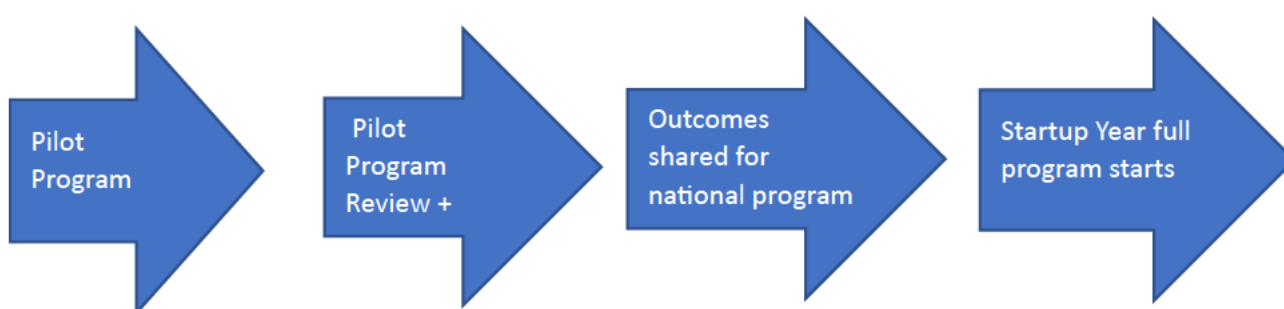 Pilot
Program
Pilot
Program
Review +
Outcomes
shared for
national program
Startup Year full
program starts